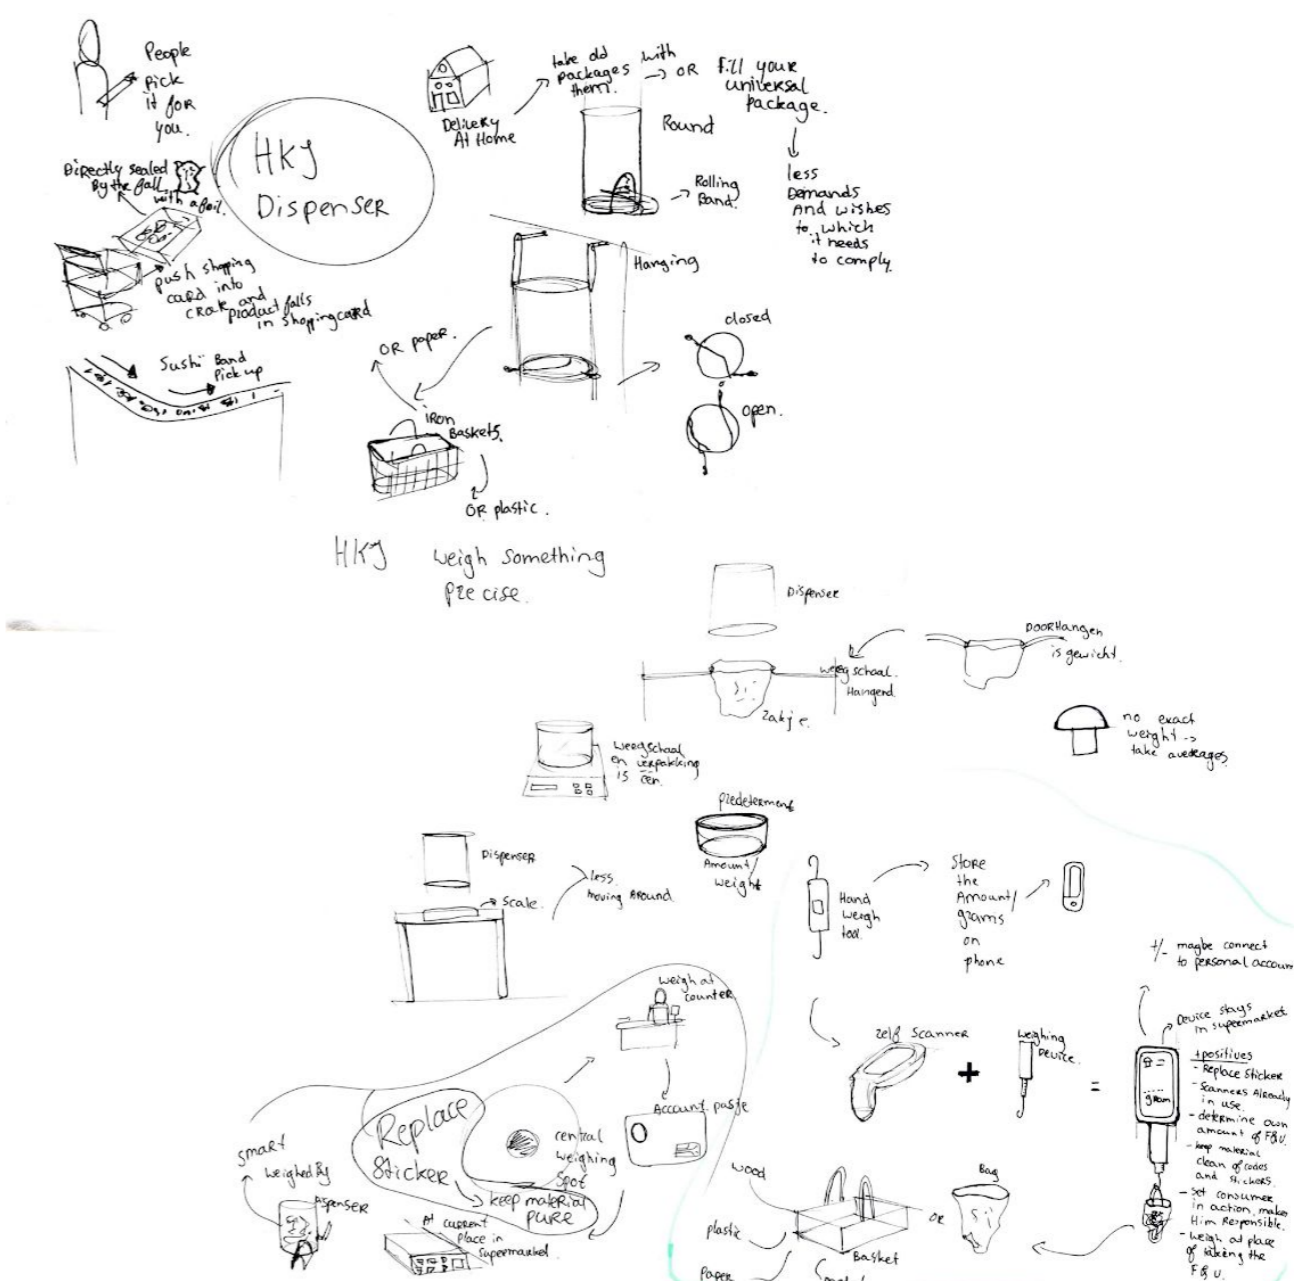 People
pick
it for
you.
HKJ
Dispenser
Directly sealed
By the fall,
with a foil.
push shopping
card into
crak and
product falls
in shoppingcard
Sushi Band
Pick up
Delivery
At Home
take old
packages with
them.
OR
Fill your
universal
package.
less
Demands
And wishes
to which
it needs
to comply.
Round
Rolling
Band.
Hanging
closed
open.
OR paper.
iron
Baskets.
OR plastic.
HKJ weigh something
precise.
Dispenser
weegschaal
Hangend
zakje.
DOORHangen
is gewicht.
no exact
weight ->
take averages.
weegschaal
en verpakking
is één.
predeterment
Amount/
weight
Dispenser
Scale.
less
moving Around.
Hand
weigh
tool.
Store
the
Amount/
grams
on
phone
weigh at
counter
Account pasje
central
weighing
spot
Replace
Sticker
keep material
pure
smart
weighed By
Dispenser
At current
place in
supermarket.
zelf scanner
+
weighing
Device.
=
+/- maybe connect
to personal account
Device stays
in supermarket
gram
+positives
- Replace Sticker
- scanners Already
in use.
- determine own
amount of F&U.
- keep material
clean of codes
and stickers.
- set consumer
in action, makes
Him Responsible.
- weigh at place
of taking the
F & U.
wood
plastic
Paper
Basket
OR
Bag